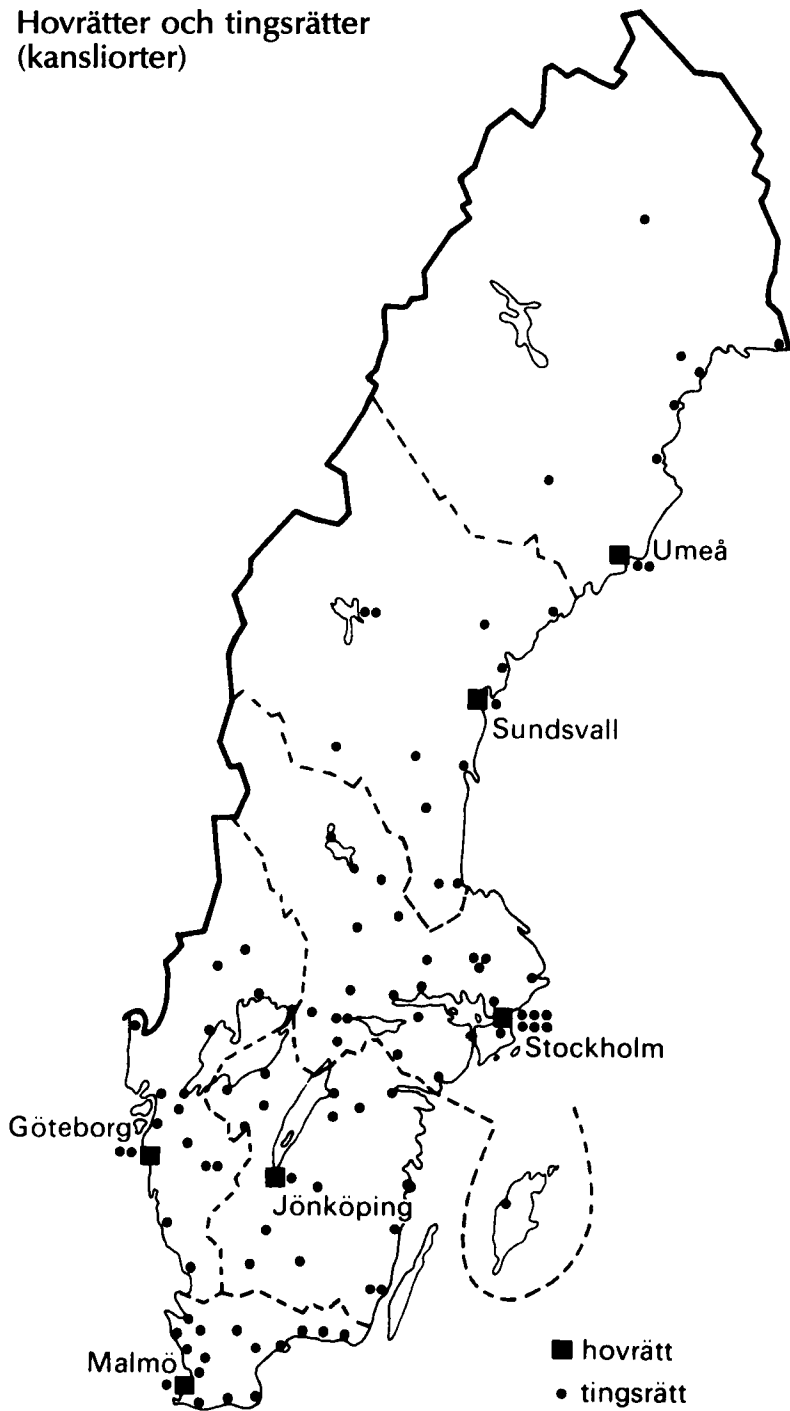 Hovrätter och tingsrätter
(kansliorter)
Umeå
Sundsvall
Stockholm
Göteborg
Jönköping
Malmö
hovrätt
tingsrätt